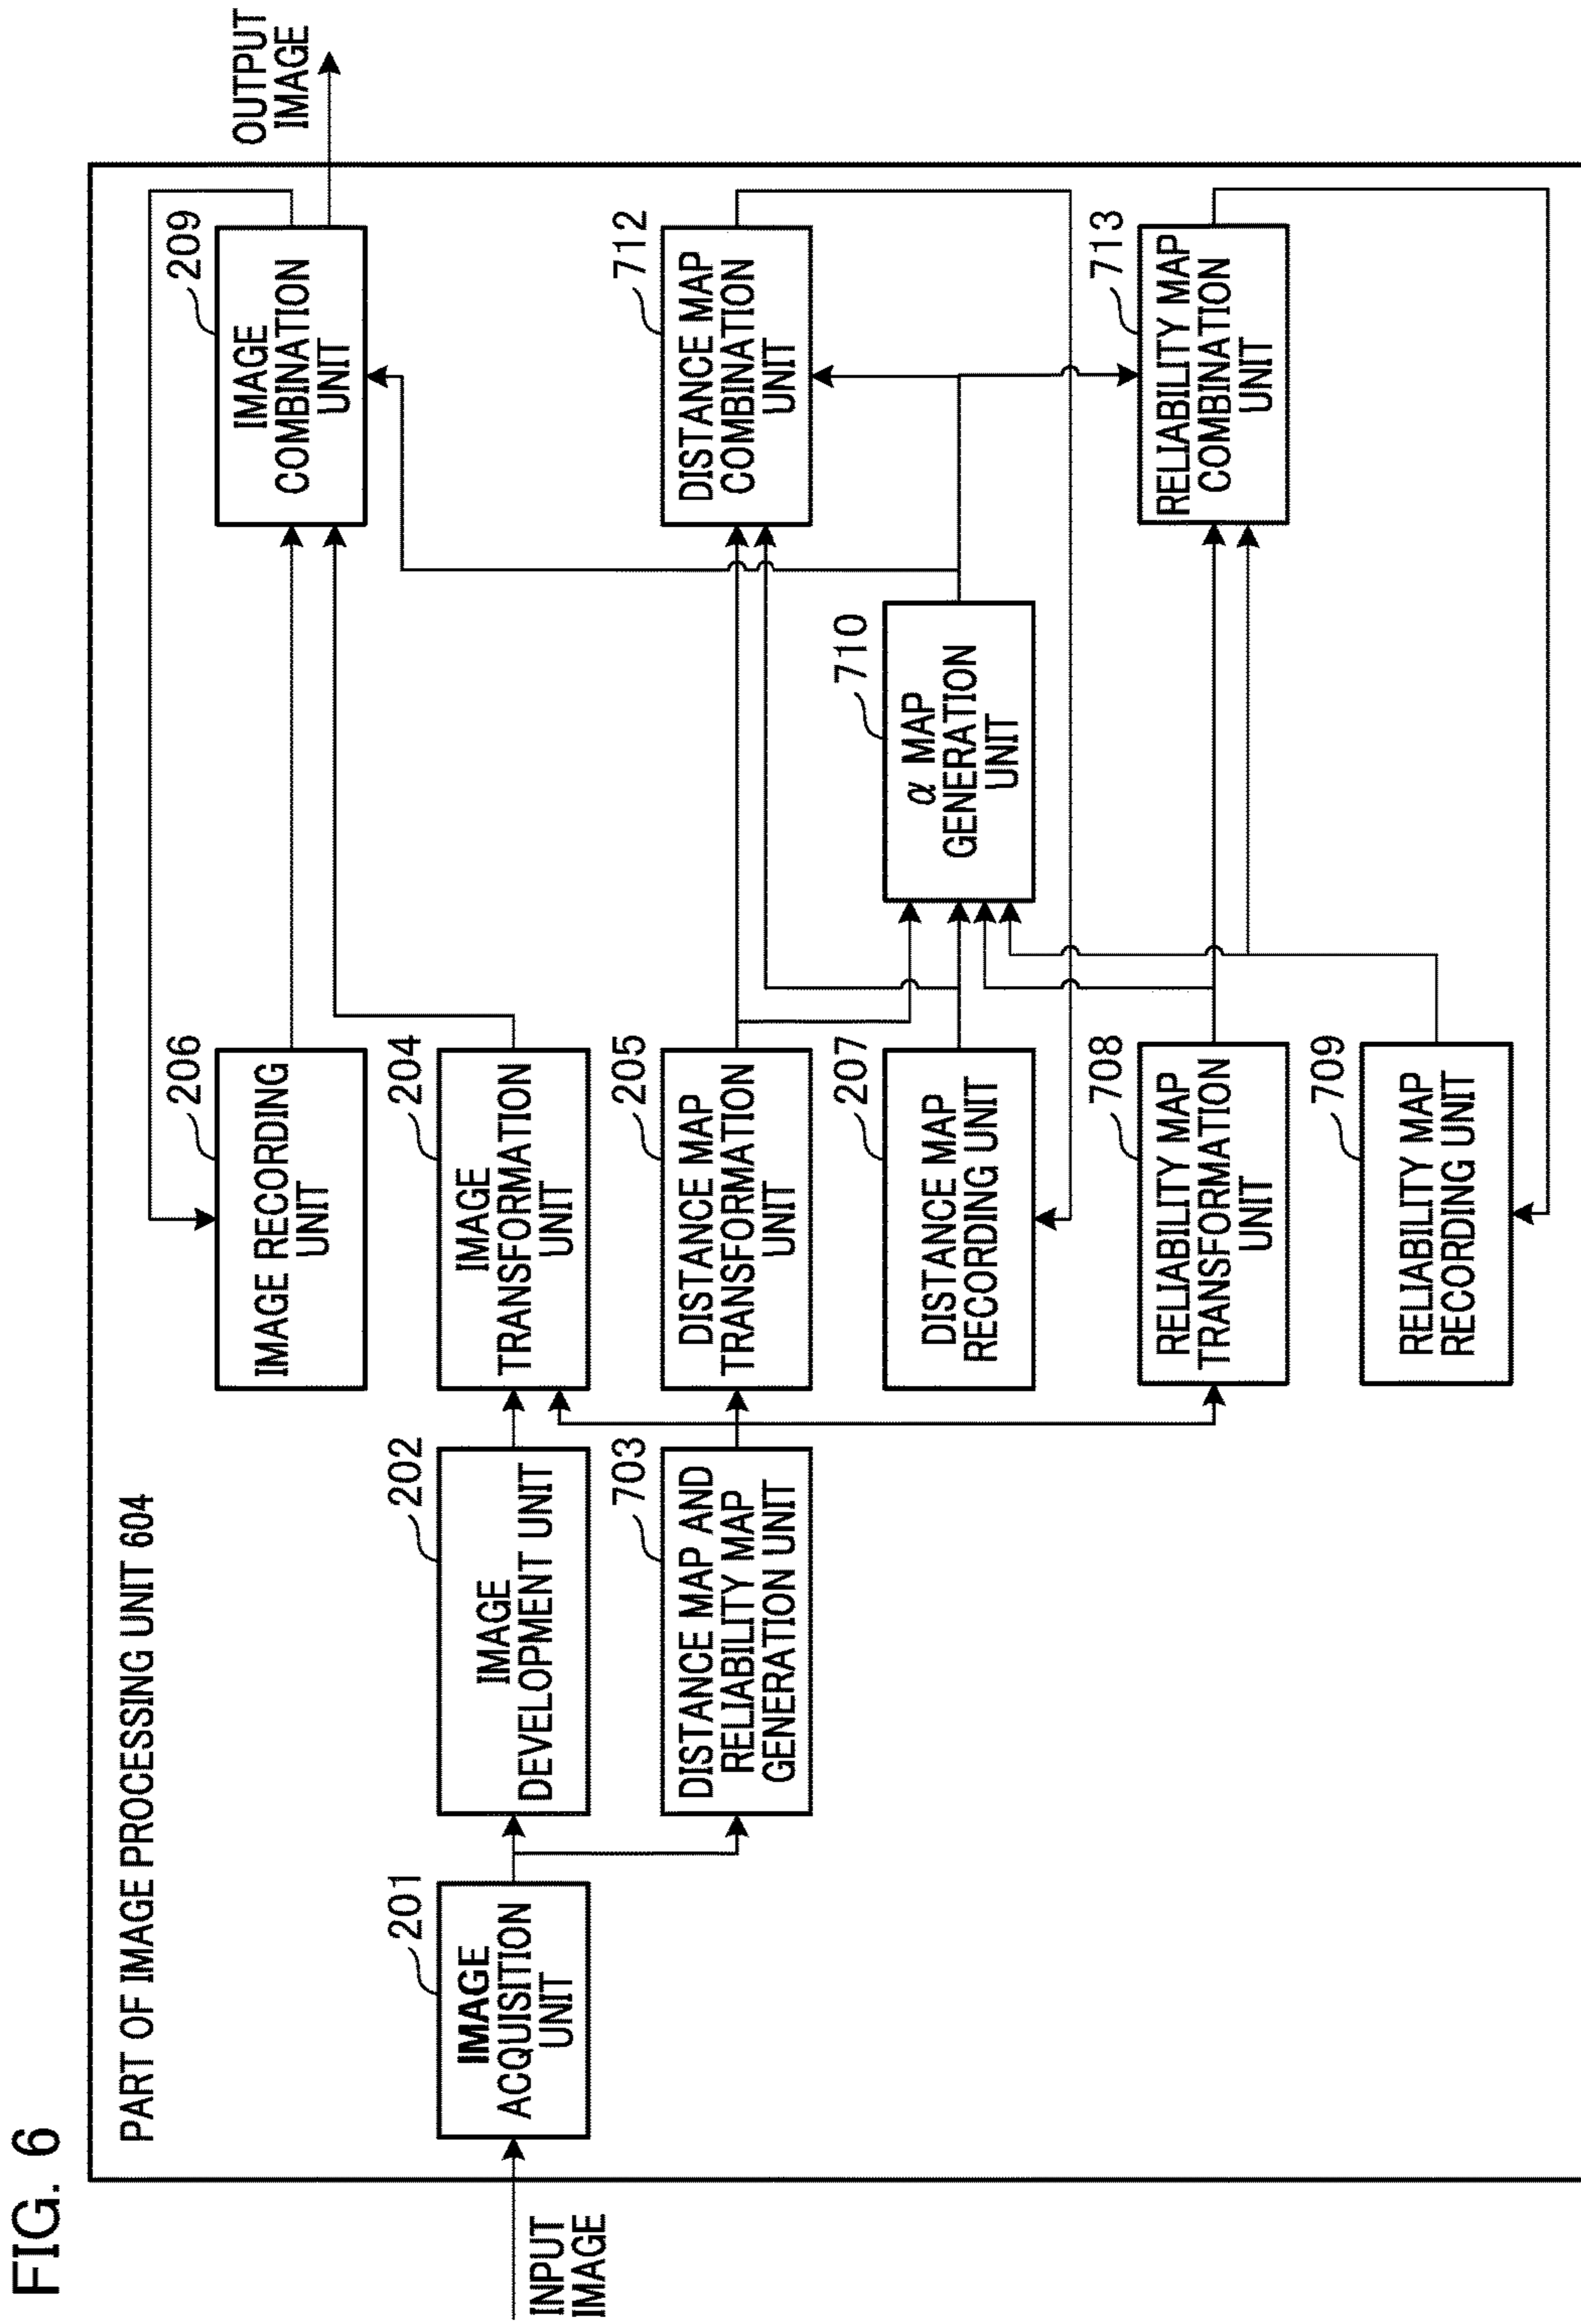 FIG. 6
PART OF IMAGE PROCESSING UNIT 604
INPUT
IMAGE
201
IMAGE
ACQUISITION
UNIT
202
IMAGE
DEVELOPMENT UNIT
703
DISTANCE MAP AND
RELIABILITY MAP
GENERATION UNIT
206
IMAGE RECORDING
UNIT
204
IMAGE
TRANSFORMATION
UNIT
205
DISTANCE MAP
TRANSFORMATION
UNIT
207
DISTANCE MAP
RECORDING UNIT
708
RELIABILITY MAP
TRANSFORMATION
UNIT
709
RELIABILITY MAP
RECORDING UNIT
710
α MAP
GENERATION
UNIT
209
IMAGE
COMBINATION
UNIT
712
DISTANCE MAP
COMBINATION
UNIT
713
RELIABILITY MAP
COMBINATION
UNIT
OUTPUT
IMAGE